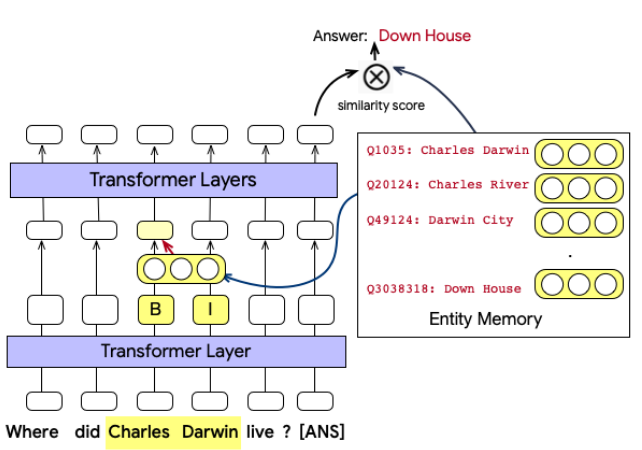 Answer: Down House
similarity score
Q1035: Charles Darwin
Q20124: Charles River
Q49124: Darwin City
.
Q3038318: Down House
Entity Memory
Transformer Layers
B I
Transformer Layer
Where did Charles Darwin live ? [ANS]